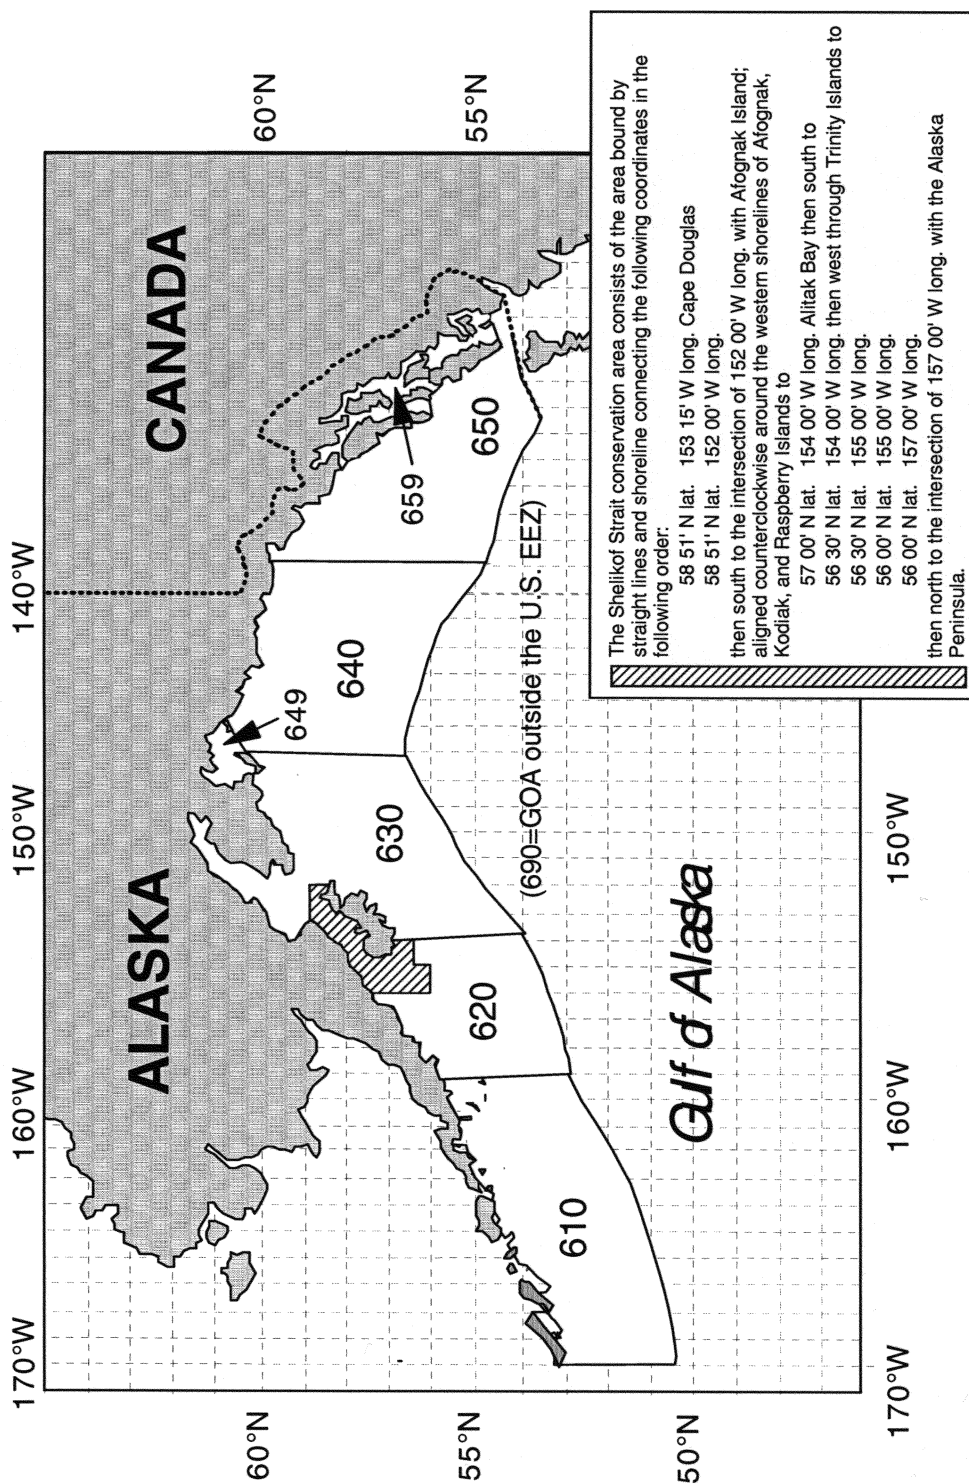 170°W
160°W
150°W
140°W
ALASKA
CANADA
60°N
60°N
649
640
659
650
630
620
610
55°N
55°N
(690=GOA outside the U.S. EEZ)
Gulf of Alaska
50°N
170°W
160°W
150°W
The Shelikof Strait conservation area consists of the area bound by
straight lines and shoreline connecting the following coordinates in the
following order:
58 51' N lat. 153 15' W long. Cape Douglas
58 51' N lat. 152 00' W long.
then south to the intersection of 152 00' W long. with Afognak Island;
aligned counterclockwise around the western shorelines of Afognak,
Kodiak, and Raspberry Islands to
57 00' N lat. 154 00' W long. Alitak Bay then south to
56 30' N lat. 154 00' W long. then west through Trinity Islands to
56 30' N lat. 155 00' W long.
56 00' N lat. 155 00' W long.
56 00' N lat. 157 00' W long.
then north to the intersection of 157 00' W long. with the Alaska
Peninsula.